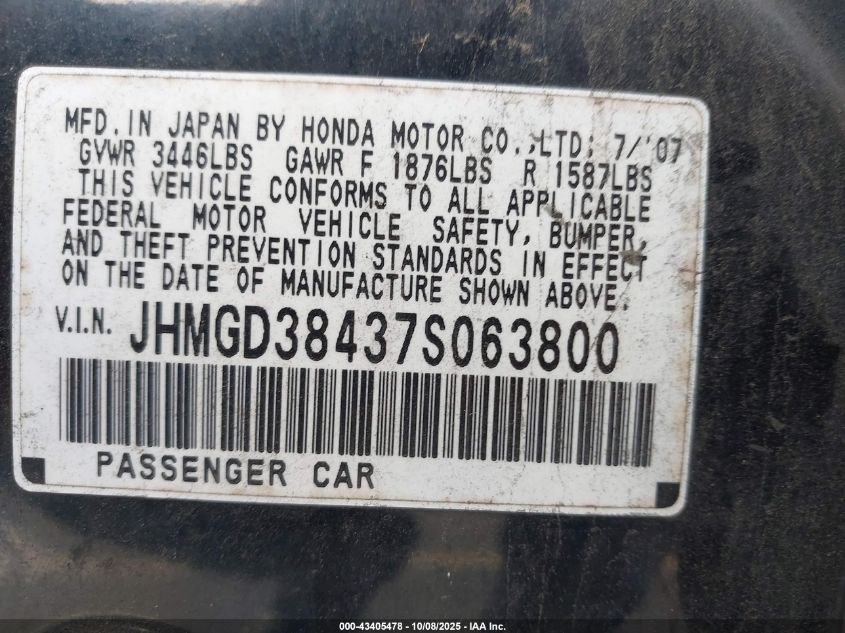 MFD. IN JAPAN BY HONDA MOTOR CO.,LTD; 7/'07
GVWR 3446LBS GAWR F 1876LBS R 1587LBS
THIS VEHICLE CONFORMS TO ALL APPLICABLE
FEDERAL MOTOR VEHICLE SAFETY, BUMPER,
AND THEFT PREVENTION STANDARDS IN EFFECT
ON THE DATE OF MANUFACTURE SHOWN ABOVE.
V.I.N. JHMGD38437S063800
PASSENGER CAR
000-43405478 - 10/08/2025 - IAA Inc.